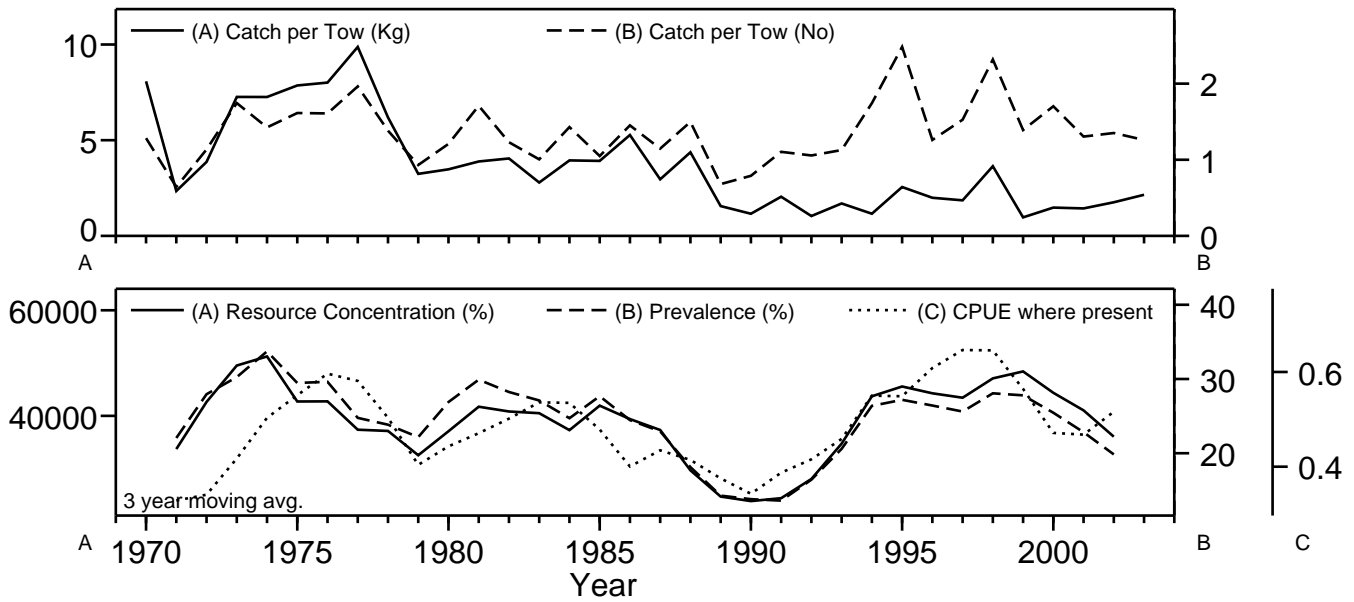 (A) Catch per Tow (Kg) (B) Catch per Tow (No)
10
5
0
2
1
0
A B
(A) Resource Concentration (%) (B) Prevalence (%) (C) CPUE where present
60000
40000
40
30
20
0.6
0.4
3 year moving avg.
A 1970 1975 1980 1985 1990 1995 2000 B C
Year